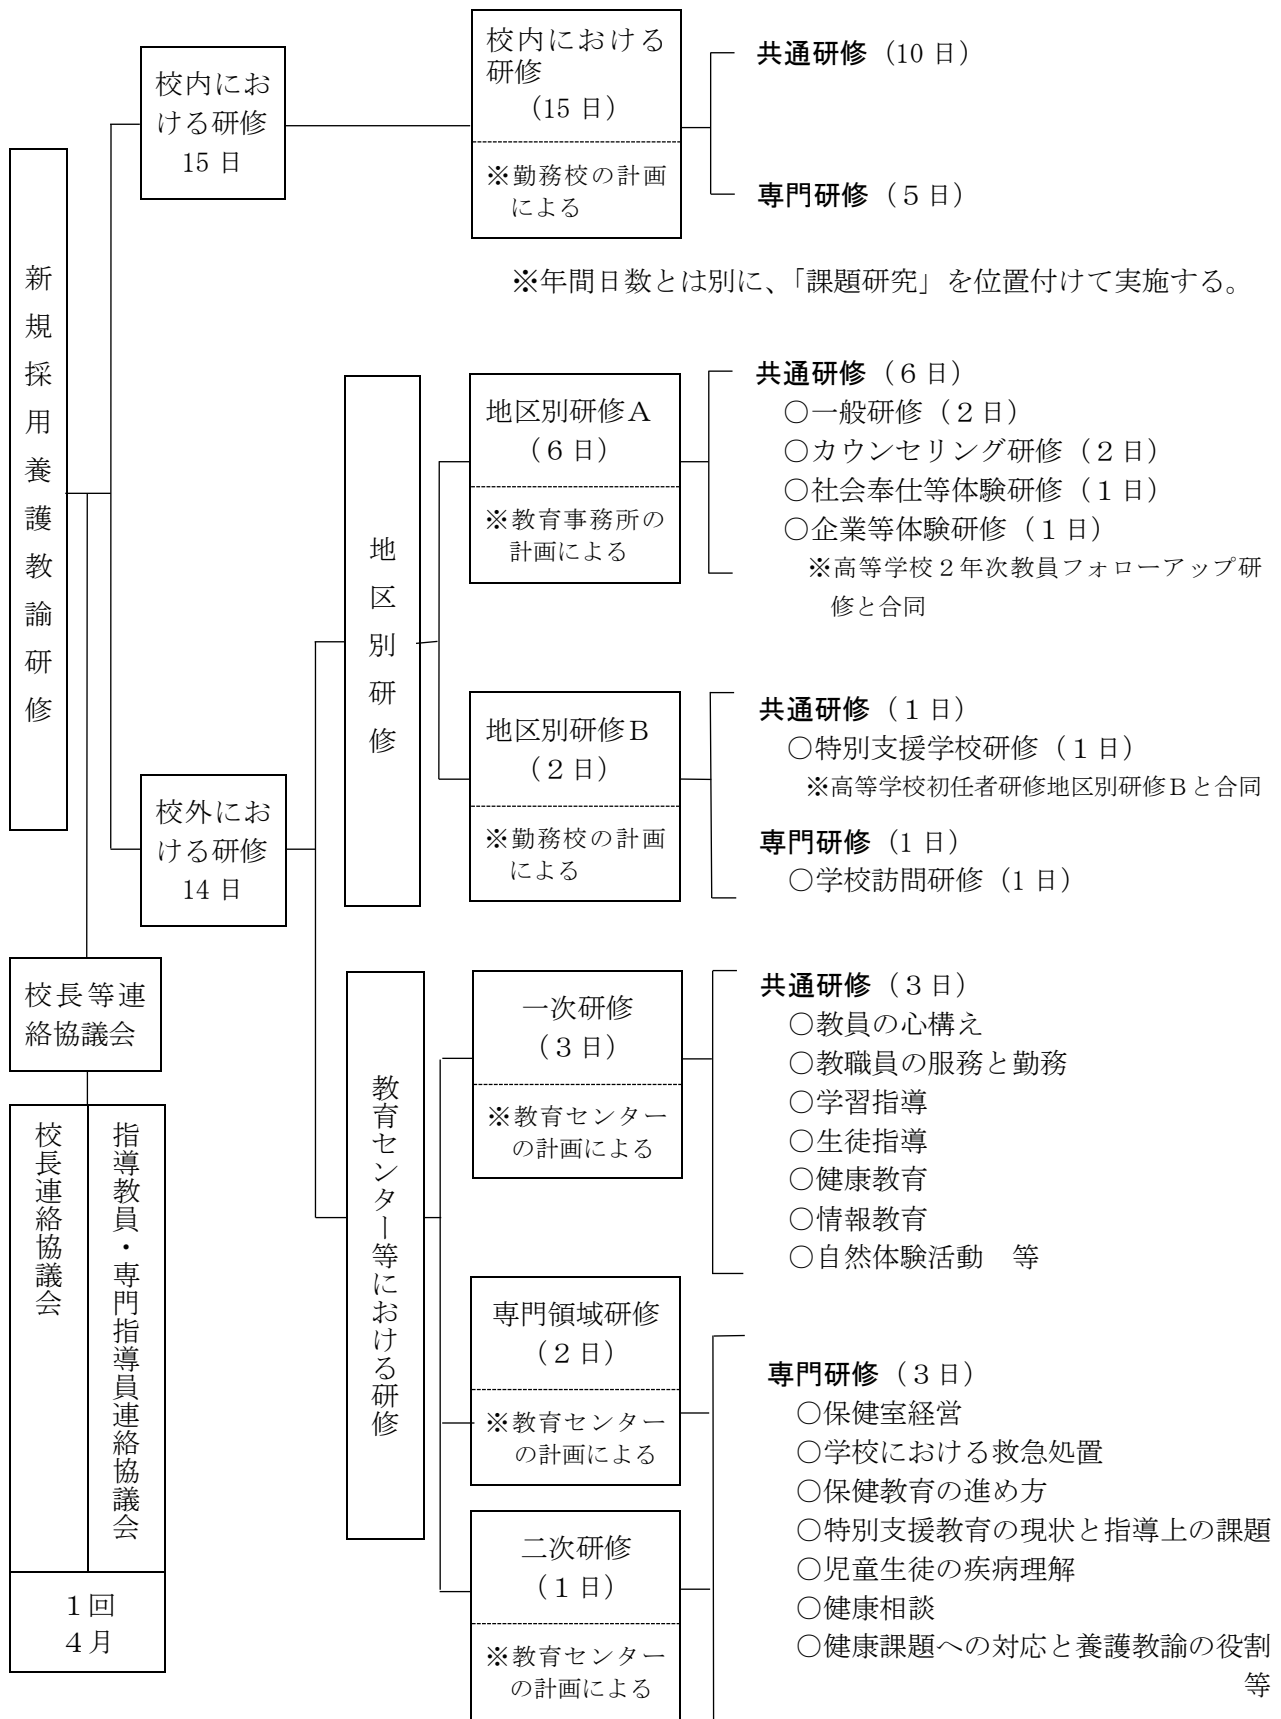 新規採用養護教諭研修
校内にお
ける研修
15 日
校内における
研修
（15 日）
※勤務校の計画
による
共通研修（10 日）
専門研修（５日）
※年間日数とは別に、「課題研究」を位置付けて実施する。
校外にお
ける研修
14 日
地区別研修
地区別研修Ａ
（６日）
※教育事務所の
計画による
共通研修（６日）
○一般研修（２日）
○カウンセリング研修（２日）
○社会奉仕等体験研修（１日）
○企業等体験研修（１日）
※高等学校２年次教員フォローアップ研
修と合同
地区別研修Ｂ
（２日）
※勤務校の計画
による
共通研修（１日）
○特別支援学校研修（１日）
※高等学校初任者研修地区別研修Ｂと合同
専門研修（1 日）
○学校訪問研修（1 日）
教育センター等における研修
一次研修
（３日）
※教育センター
の計画による
共通研修（３日）
○教員の心構え
○教職員の服務と勤務
○学習指導
○生徒指導
○健康教育
○情報教育
○自然体験活動　等
専門領域研修
（２日）
※教育センター
の計画による
二次研修
（１日）
※教育センター
の計画による
専門研修（３日）
○保健室経営
○学校における救急処置
○保健教育の進め方
○特別支援教育の現状と指導上の課題
○児童生徒の疾病理解
○健康相談
○健康課題への対応と養護教諭の役割
等
校長等連
絡協議会
指導教員・専門指導員連絡協議会
校長連絡協議会
１回
４月